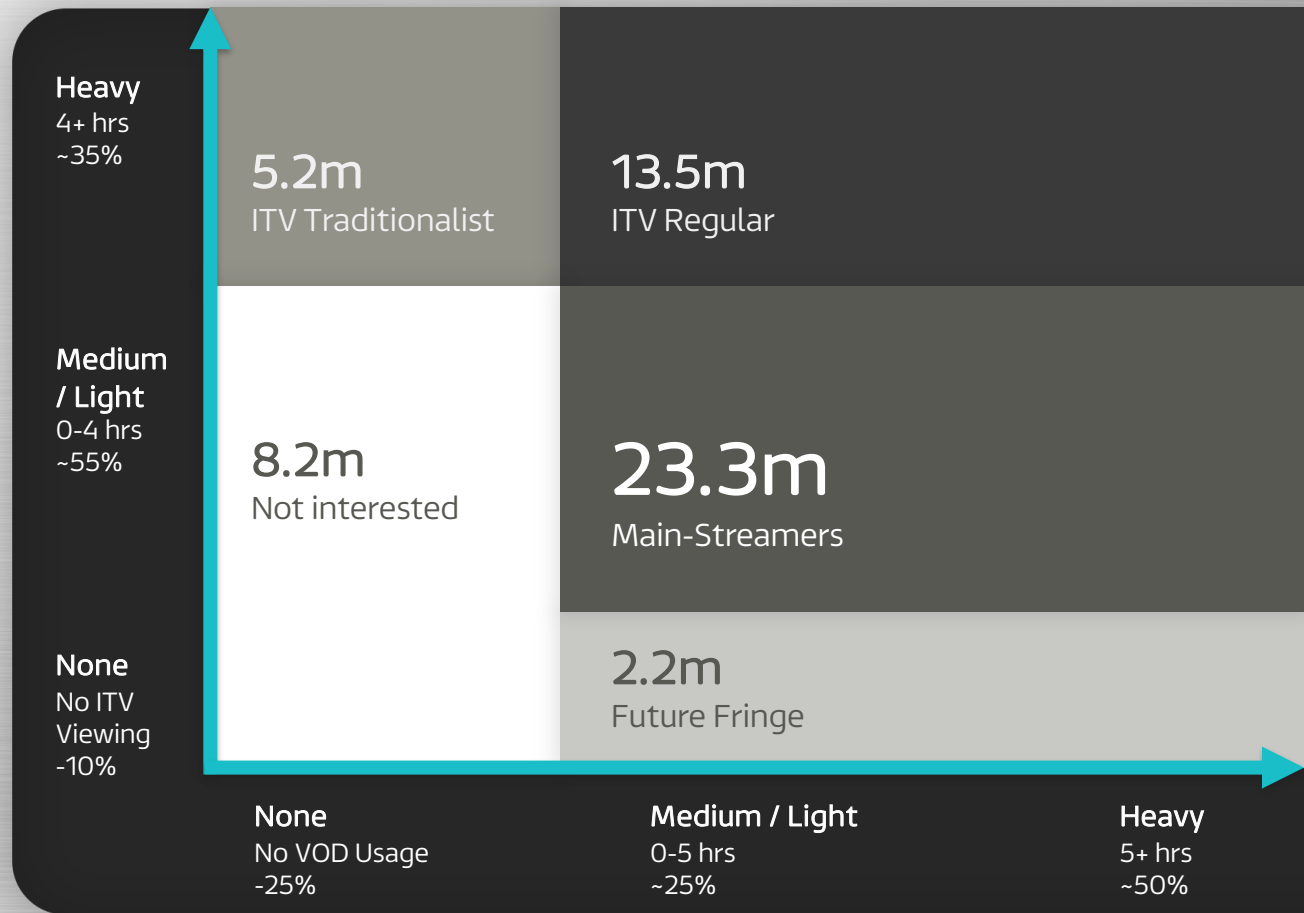 Heavy
4+ hrs
~35%
5.2m
ITV Traditionalist
13.5m
ITV Regular
Medium
/ Light
0-4 hrs
~55%
8.2m
Not interested
23.3m
Main-Streamers
None
No ITV
Viewing
-10%
2.2m
Future Fringe
None
No VOD Usage
-25%
Medium / Light
0-5 hrs
~25%
Heavy
5+ hrs
~50%